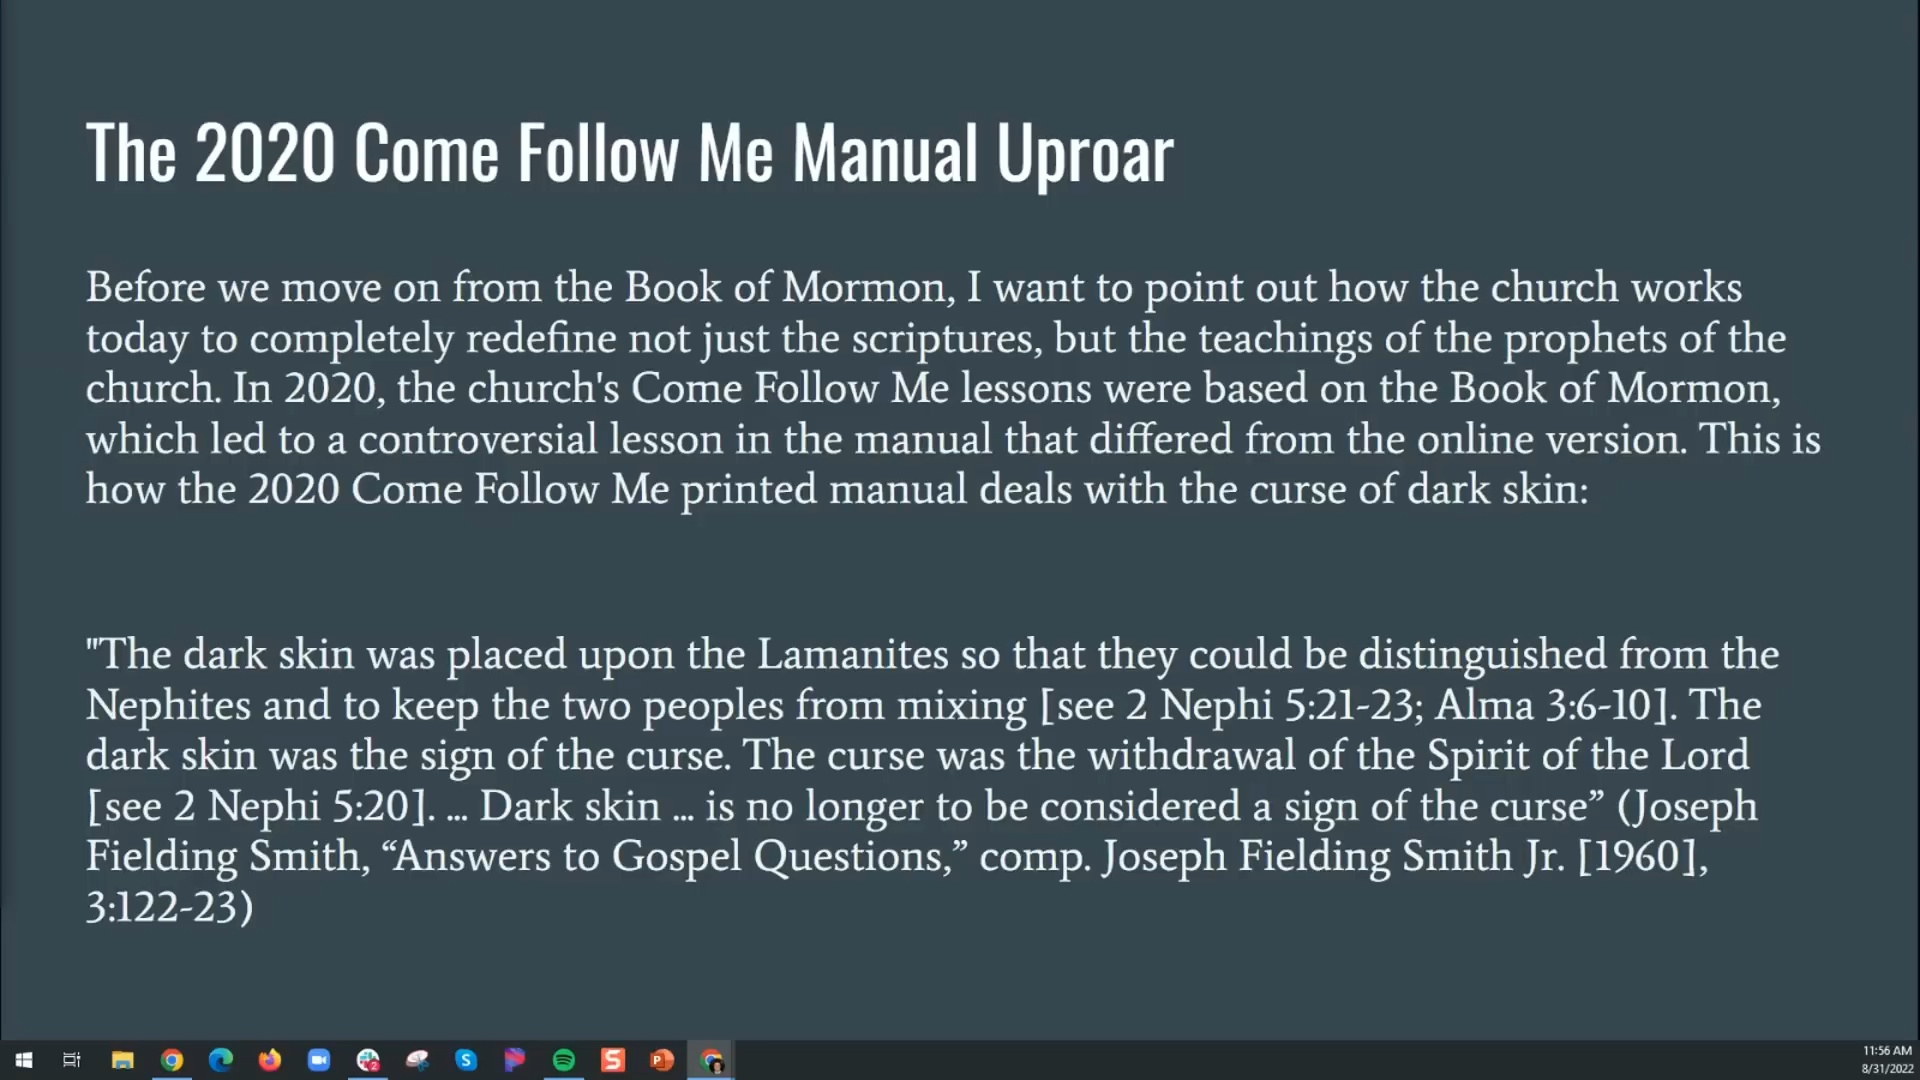 The 2020 Come Follow Me Manual Uproar
Before we move on from the Book of Mormon, I want to point out how the church works
today to completely redefine not just the scriptures, but the teachings of the prophets of the
church. In 2020, the church's Come Follow Me lessons were based on the Book of Mormon,
which led to a controversial lesson in the manual that differed from the online version. This is
how the 2020 Come Follow Me printed manual deals with the curse of dark skin:
"The dark skin was placed upon the Lamanites so that they could be distinguished from the
Nephites and to keep the two peoples from mixing [see 2 Nephi 5:21-23; Alma 3:6-10]. The
dark skin was the sign of the curse. The curse was the withdrawal of the Spirit of the Lord
[see 2 Nephi 5:20]. ... Dark skin ... is no longer to be considered a sign of the curse” (Joseph
Fielding Smith, “Answers to Gospel Questions,” comp. Joseph Fielding Smith Jr. [1960],
3:122-23)
11:56 AM
8/31/2022